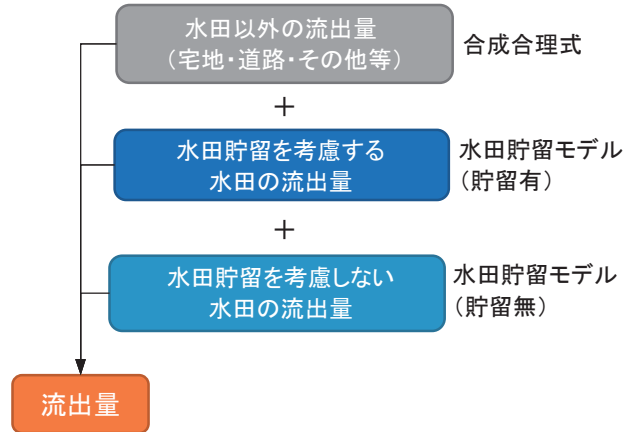 水田以外の流出量
（宅地・道路・その他等）
合成合理式
＋
水田貯留を考慮する
水田の流出量
水田貯留モデル
（貯留有）
＋
水田貯留を考慮しない
水田の流出量
水田貯留モデル
（貯留無）
流出量